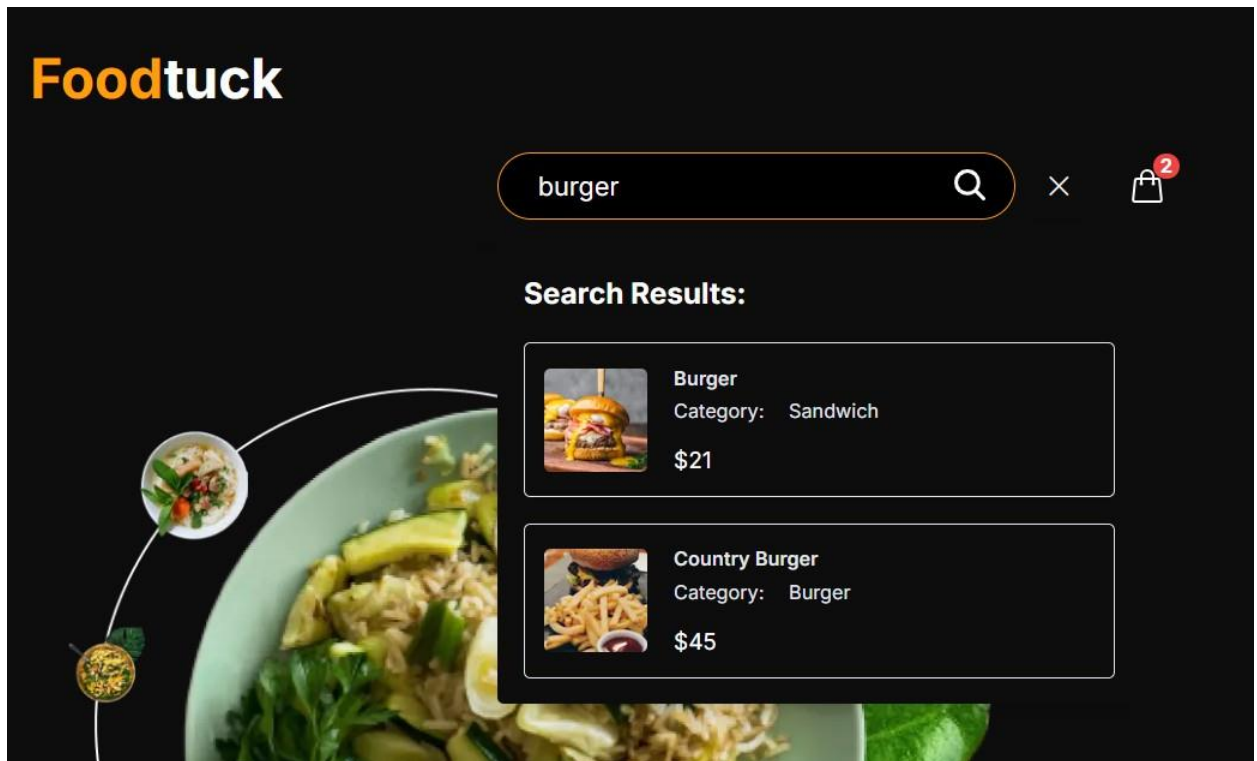 Foodtuck
burger
2
Search Results:
Burger
Category: Sandwich
$21
Country Burger
Category: Burger
$45